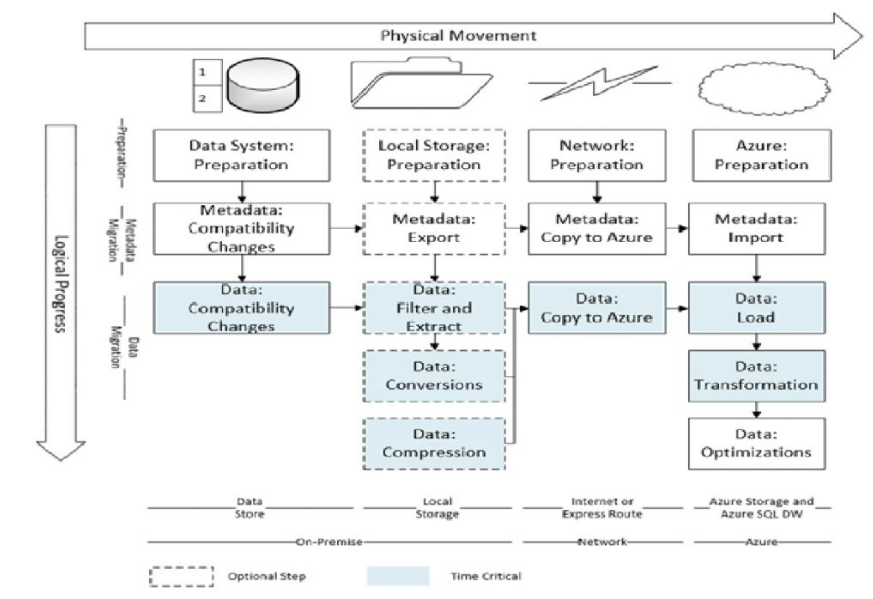 Physical Movement
1
2
Preparation
Data System:
Preparation
Local Storage:
Preparation
Network:
Preparation
Azure:
Preparation
Logical Progress
Metadata
Migration
Metadata:
Compatibility
Changes
Metadata:
Export
Metadata:
Copy to Azure
Metadata:
Import
Data
Migration
Data:
Compatibility
Changes
Data:
Filter and
Extract
Data:
Copy to Azure
Data:
Load
Data:
Conversions
Data:
Transformation
Data:
Compression
Data:
Optimizations
Data
Store
Local
Storage
Internet or
Express Route
Azure Storage and
Azure SQL DW
On-Premise
Network
Azure
Optional Step
Time Critical